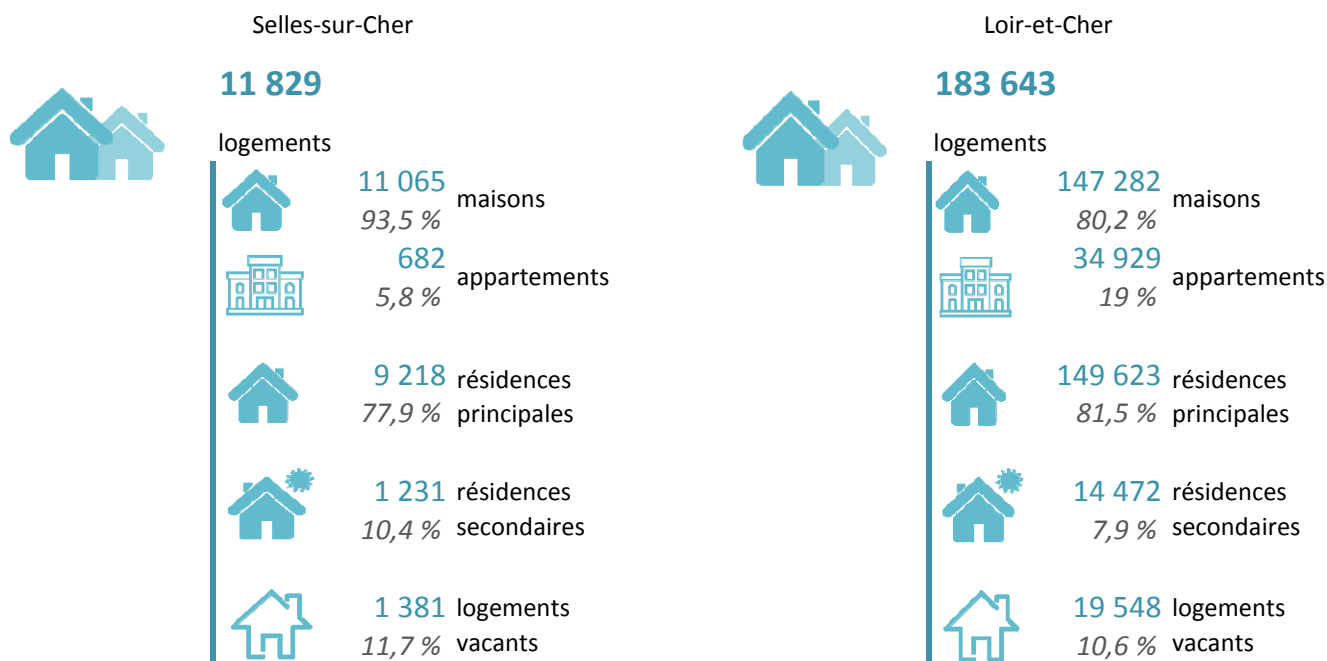 Selles-sur-Cher
11 829
logements
11 065
93,5 %
maisons
682
5,8 %
appartements
9 218
77,9 %
résidences
principales
1 231
10,4 %
résidences
secondaires
1 381
11,7 %
logements
vacants
Loir-et-Cher
183 643
logements
147 282
80,2 %
maisons
34 929
19 %
appartements
149 623
81,5 %
résidences
principales
14 472
7,9 %
résidences
secondaires
19 548
10,6 %
logements
vacants